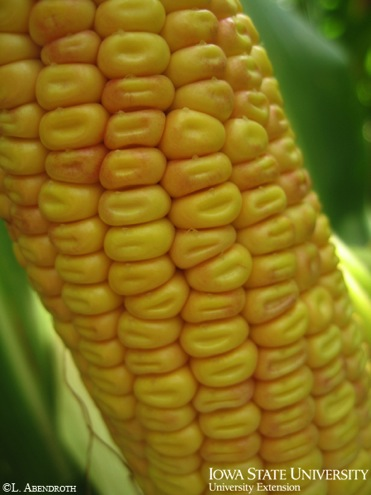 ©L. ABENDROTH
IOWA STATE UNIVERSITY
University Extension